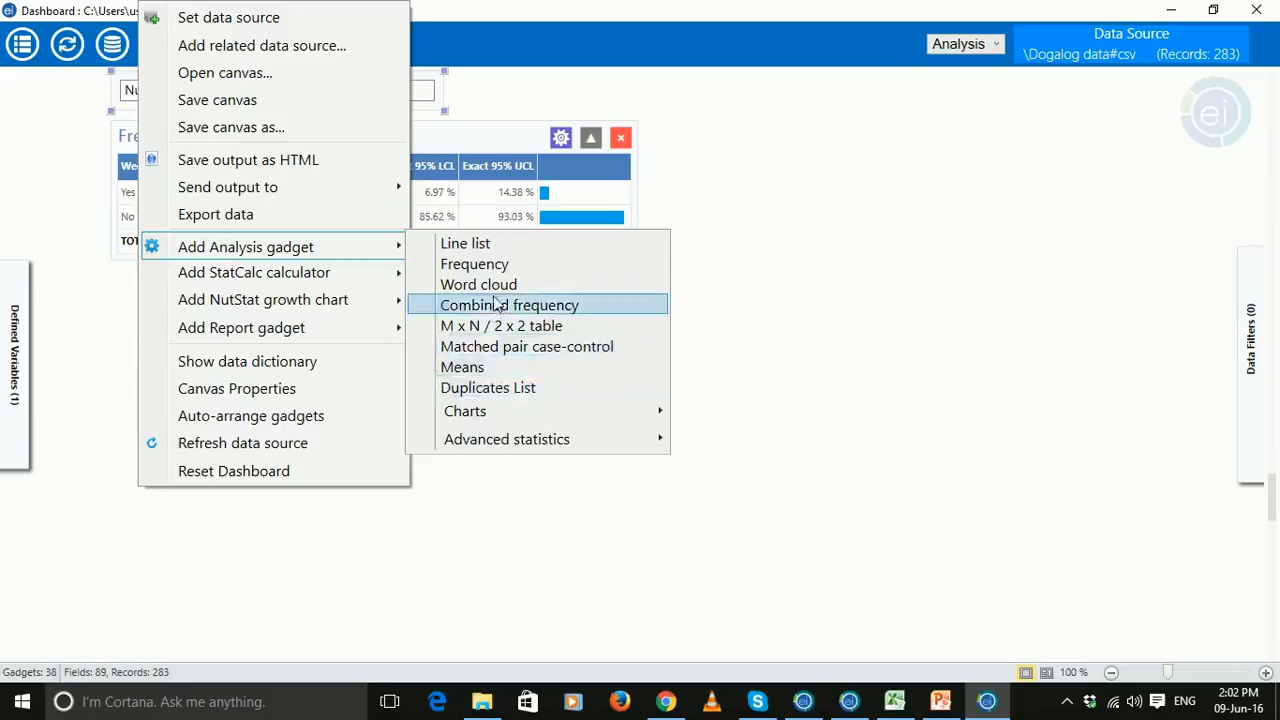 ei Dashboard : C:\Users\u
Set data source
Add related data source...
Open canvas...
Save canvas
Save canvas as...
Save output as HTML
Send output to
Export data
Add Analysis gadget
Add StatCalc calculator
Add NutStat growth chart
Add Report gadget
Show data dictionary
Canvas Properties
Auto-arrange gadgets
Refresh data source
Reset Dashboard
Line list
Frequency
Word cloud
Combined frequency
M x N / 2 x 2 table
Matched pair case-control
Means
Duplicates List
Charts
Advanced statistics
Analysis
Data Source
\Dogalog data#csv (Records: 283)
ei
Nu
Fre
We 95% LCL Exact 95% UCL
Yes 6.97 % 14.38 %
No 85.62 % 93.03 %
TO
Defined Variables (1)
Data Filters (0)
Gadgets: 38 Fields: 89, Records: 283
100 %
I'm Cortana. Ask me anything.
ENG
2:02 PM
09-Jun-16